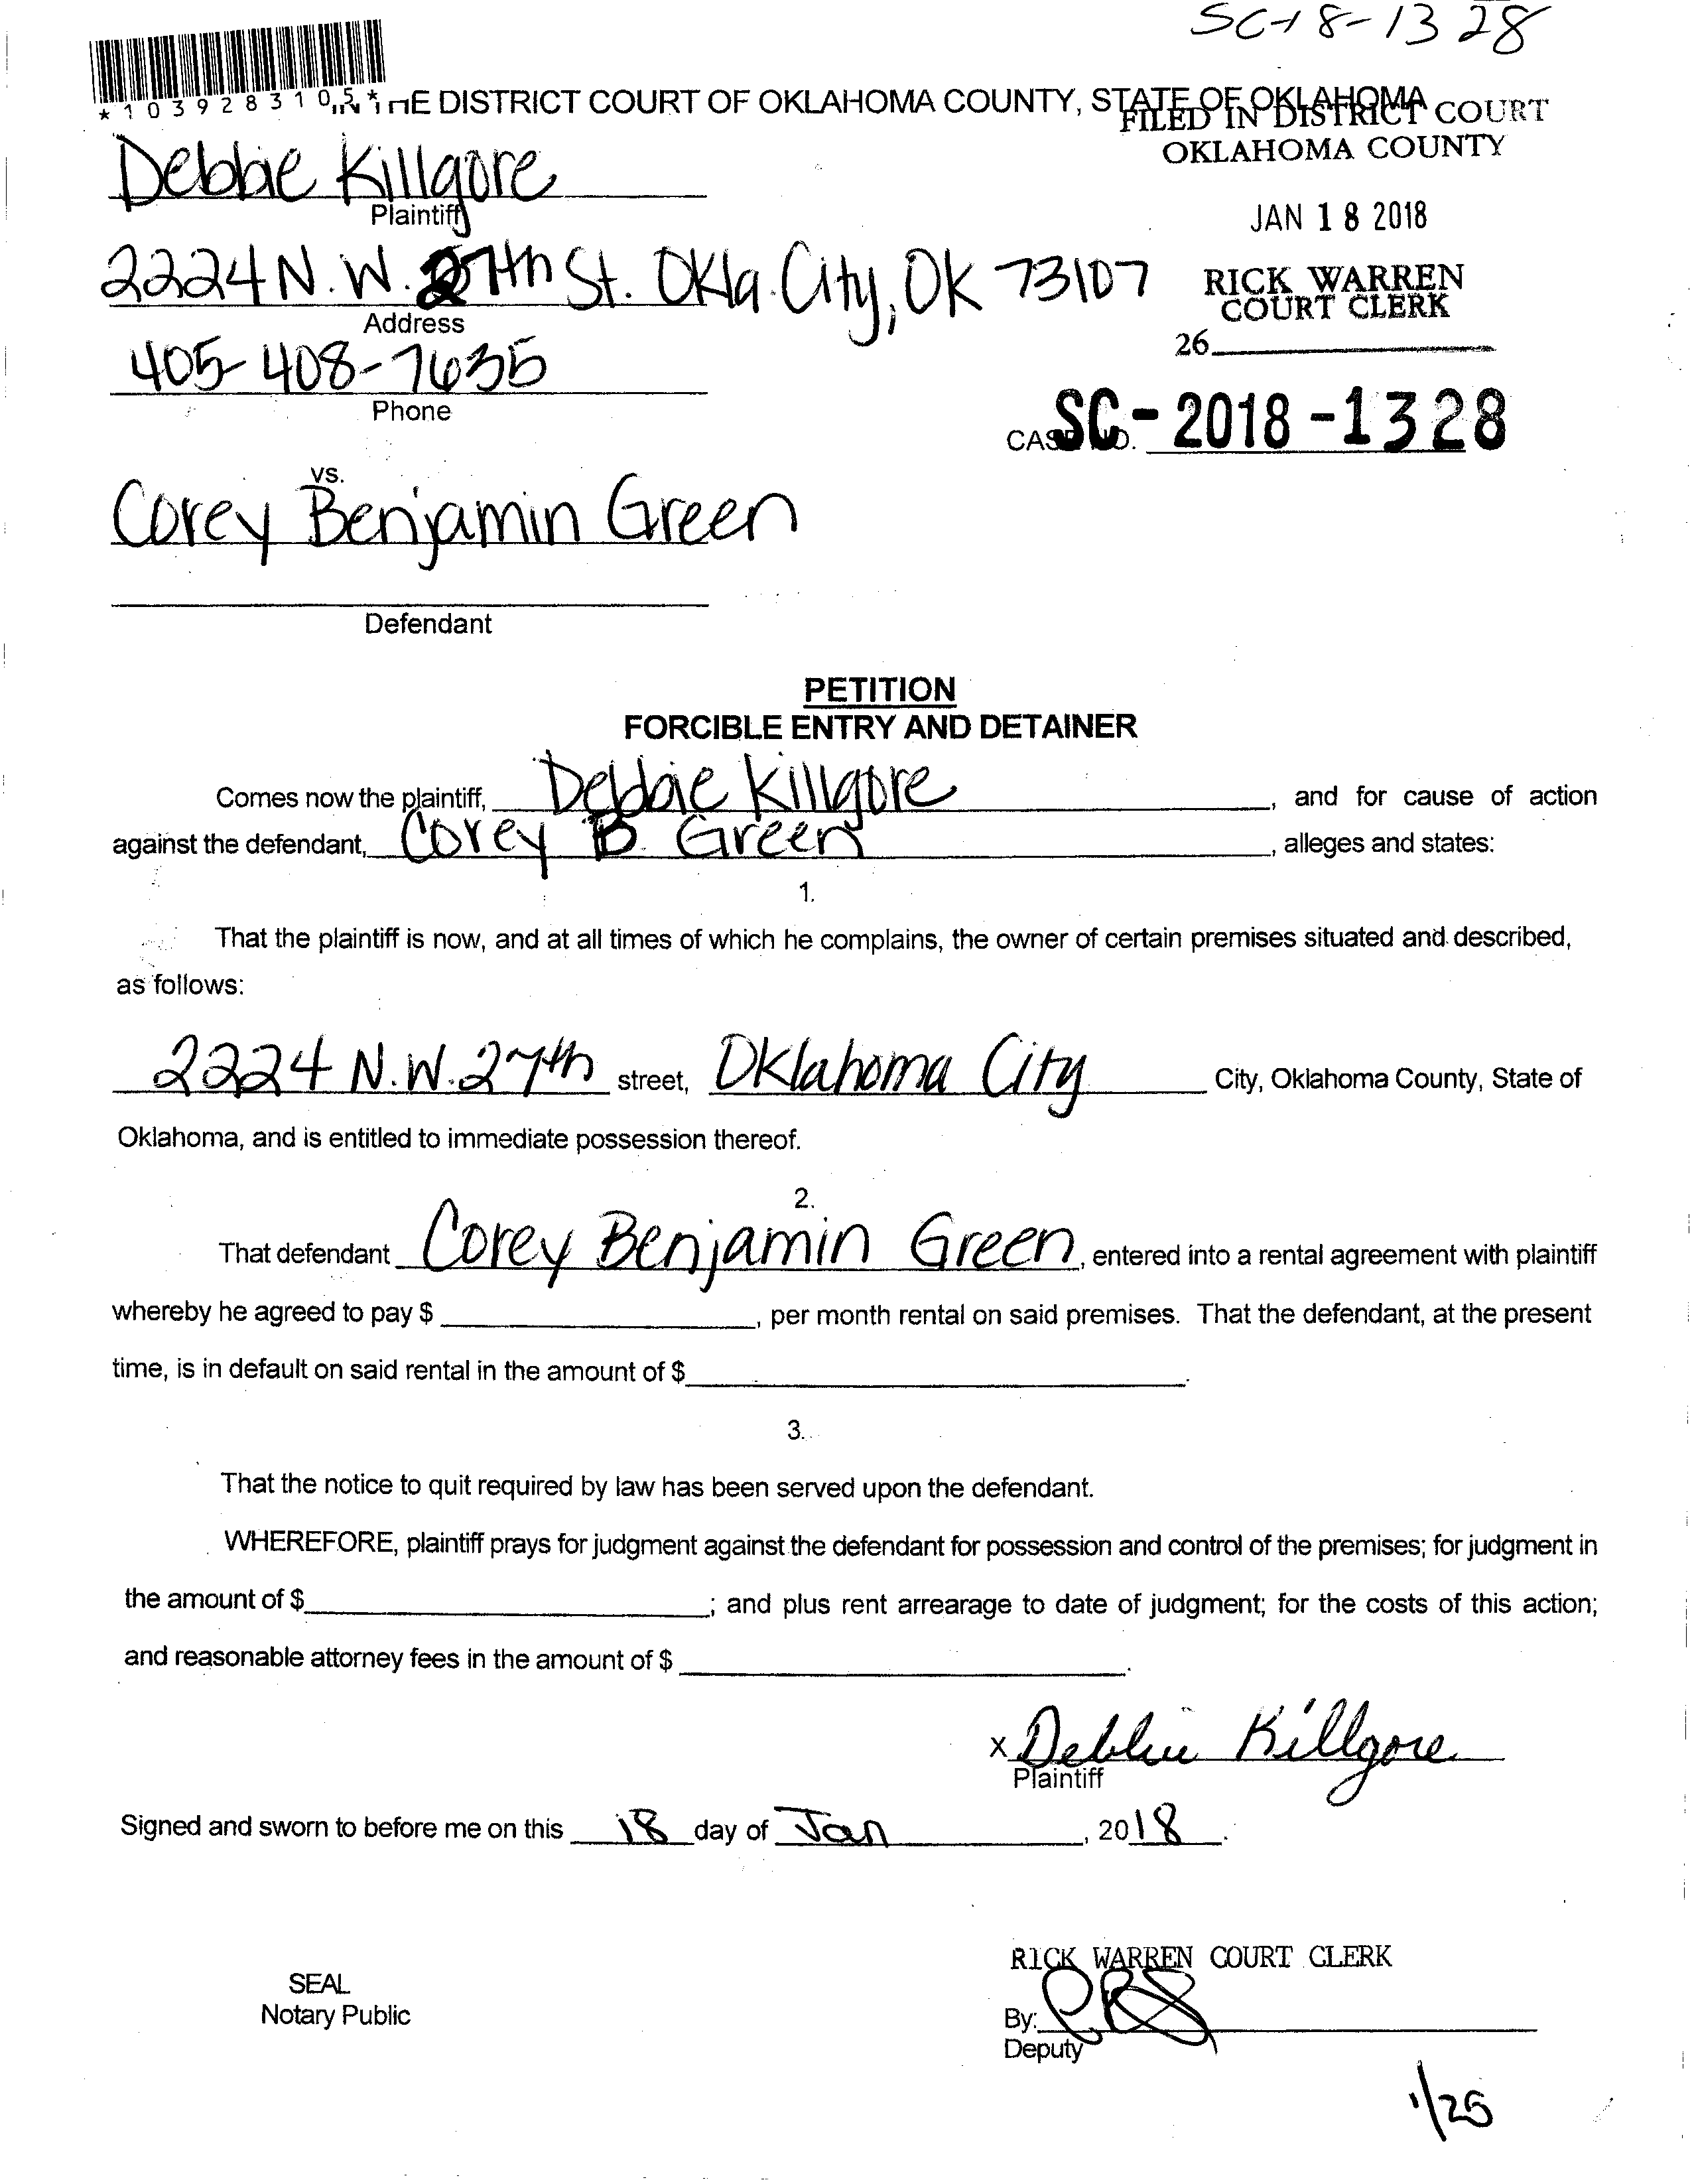 SC-18-1328
*1039283105*
IN THE DISTRICT COURT OF OKLAHOMA COUNTY, STATE OF OKLAHOMA
FILED IN DISTRICT COURT
OKLAHOMA COUNTY
Debbie Killgore
Plaintiff
JAN 18 2018
2224 N.W. 27th St. Okla. City, OK 73107
RICK WARREN
COURT CLERK
Address
26
405-408-7635
Phone
CASE NO. SC-2018-1328
vs.
Corey Benjamin Green
Defendant
PETITION
FORCIBLE ENTRY AND DETAINER
Comes now the plaintiff, Debbie Killgore, and for cause of action
against the defendant, Corey B. Green, alleges and states:
1.
That the plaintiff is now, and at all times of which he complains, the owner of certain premises situated and described,
as follows:
2224 N.W. 27th street, Oklahoma City City, Oklahoma County, State of
Oklahoma, and is entitled to immediate possession thereof.
2.
That defendant Corey Benjamin Green, entered into a rental agreement with plaintiff
whereby he agreed to pay $ , per month rental on said premises. That the defendant, at the present
time, is in default on said rental in the amount of $ .
3.
That the notice to quit required by law has been served upon the defendant.
WHEREFORE, plaintiff prays for judgment against the defendant for possession and control of the premises; for judgment in
the amount of $ ; and plus rent arrearage to date of judgment; for the costs of this action;
and reasonable attorney fees in the amount of $ .
x Debbie Killgore
Plaintiff
Signed and sworn to before me on this 18 day of Jan, 2018.
RICK WARREN COURT CLERK
SEAL
Notary Public
By:
Deputy
1/25